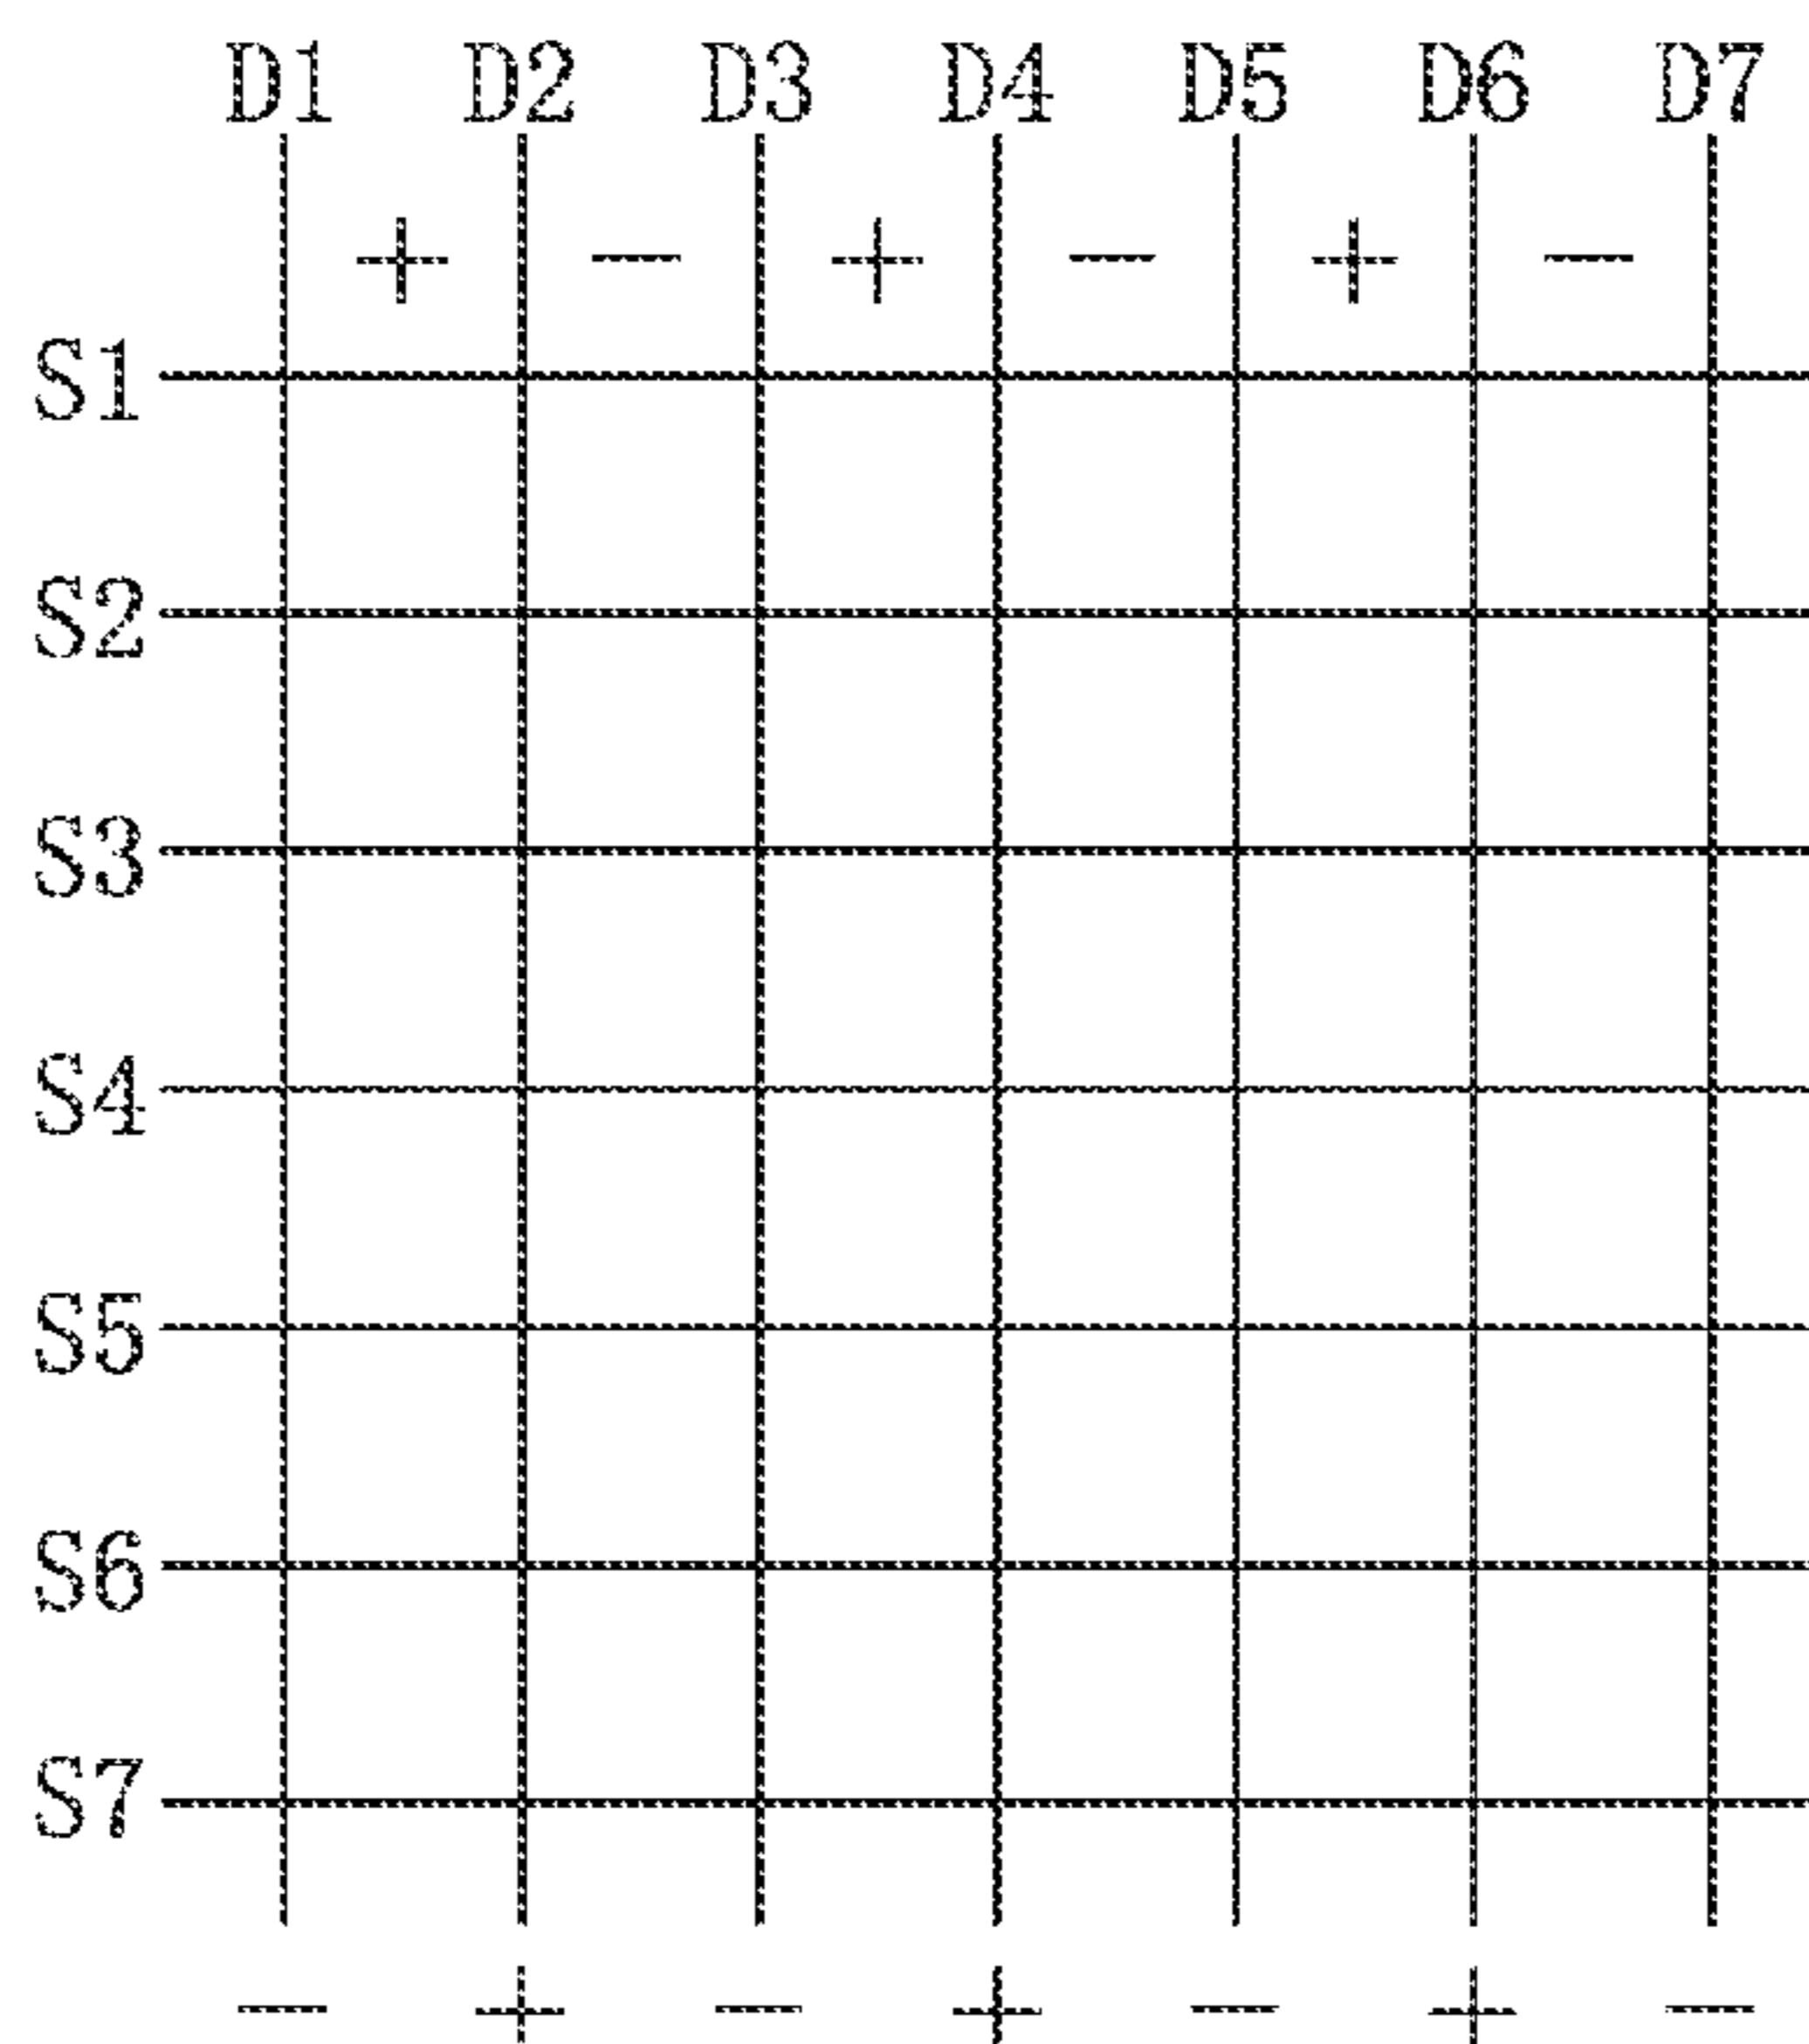 D1 D2 D3 D4 D5 D6 D7
+ − + − + −
S1
S2
S3
S4
S5
S6
S7
− + − + − + −